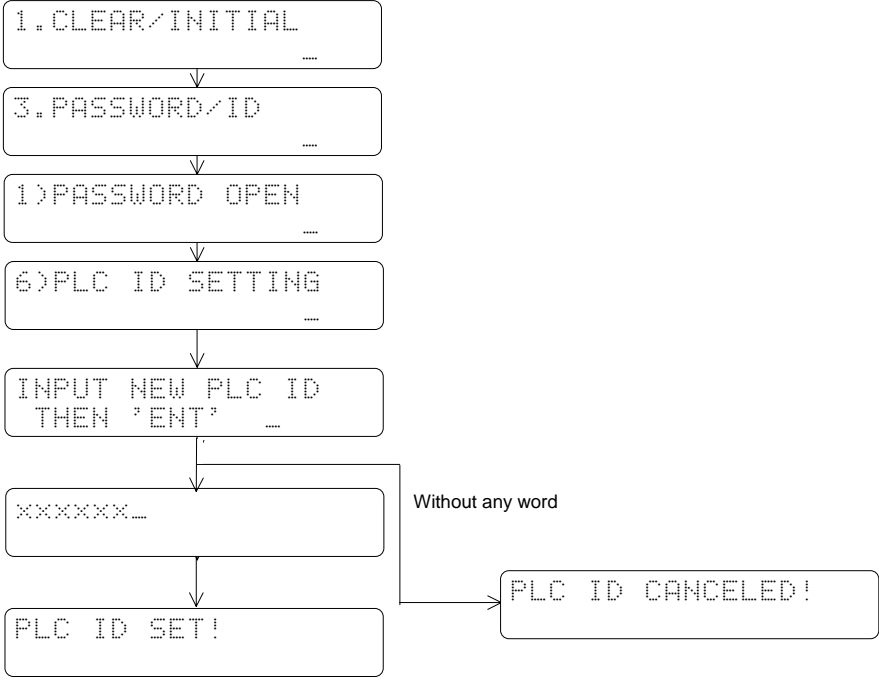 1.CLEAR/INITIAL
3.PASSWORD/ID
1)PASSWORD OPEN
6)PLC ID SETTING
INPUT NEW PLC ID
THEN 'ENT' _
Without any word
xxxxxx_
PLC ID CANCELED!
PLC ID SET!